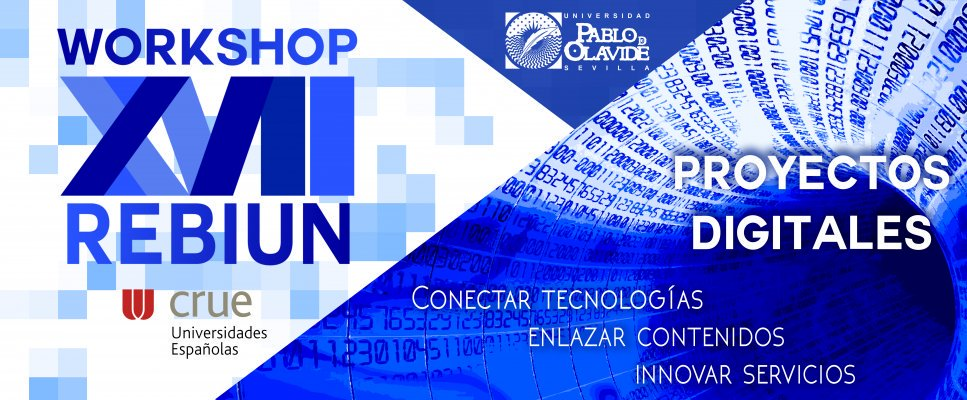 WORKSHOP
XVII
REBIUN
crue
Universidades
Españolas
UNIVERSIDAD
PABLO DE
OLAVIDE
SEVILLA
PROYECTOS
DIGITALES
CONECTAR TECNOLOGÍAS
ENLAZAR CONTENIDOS
INNOVAR SERVICIOS